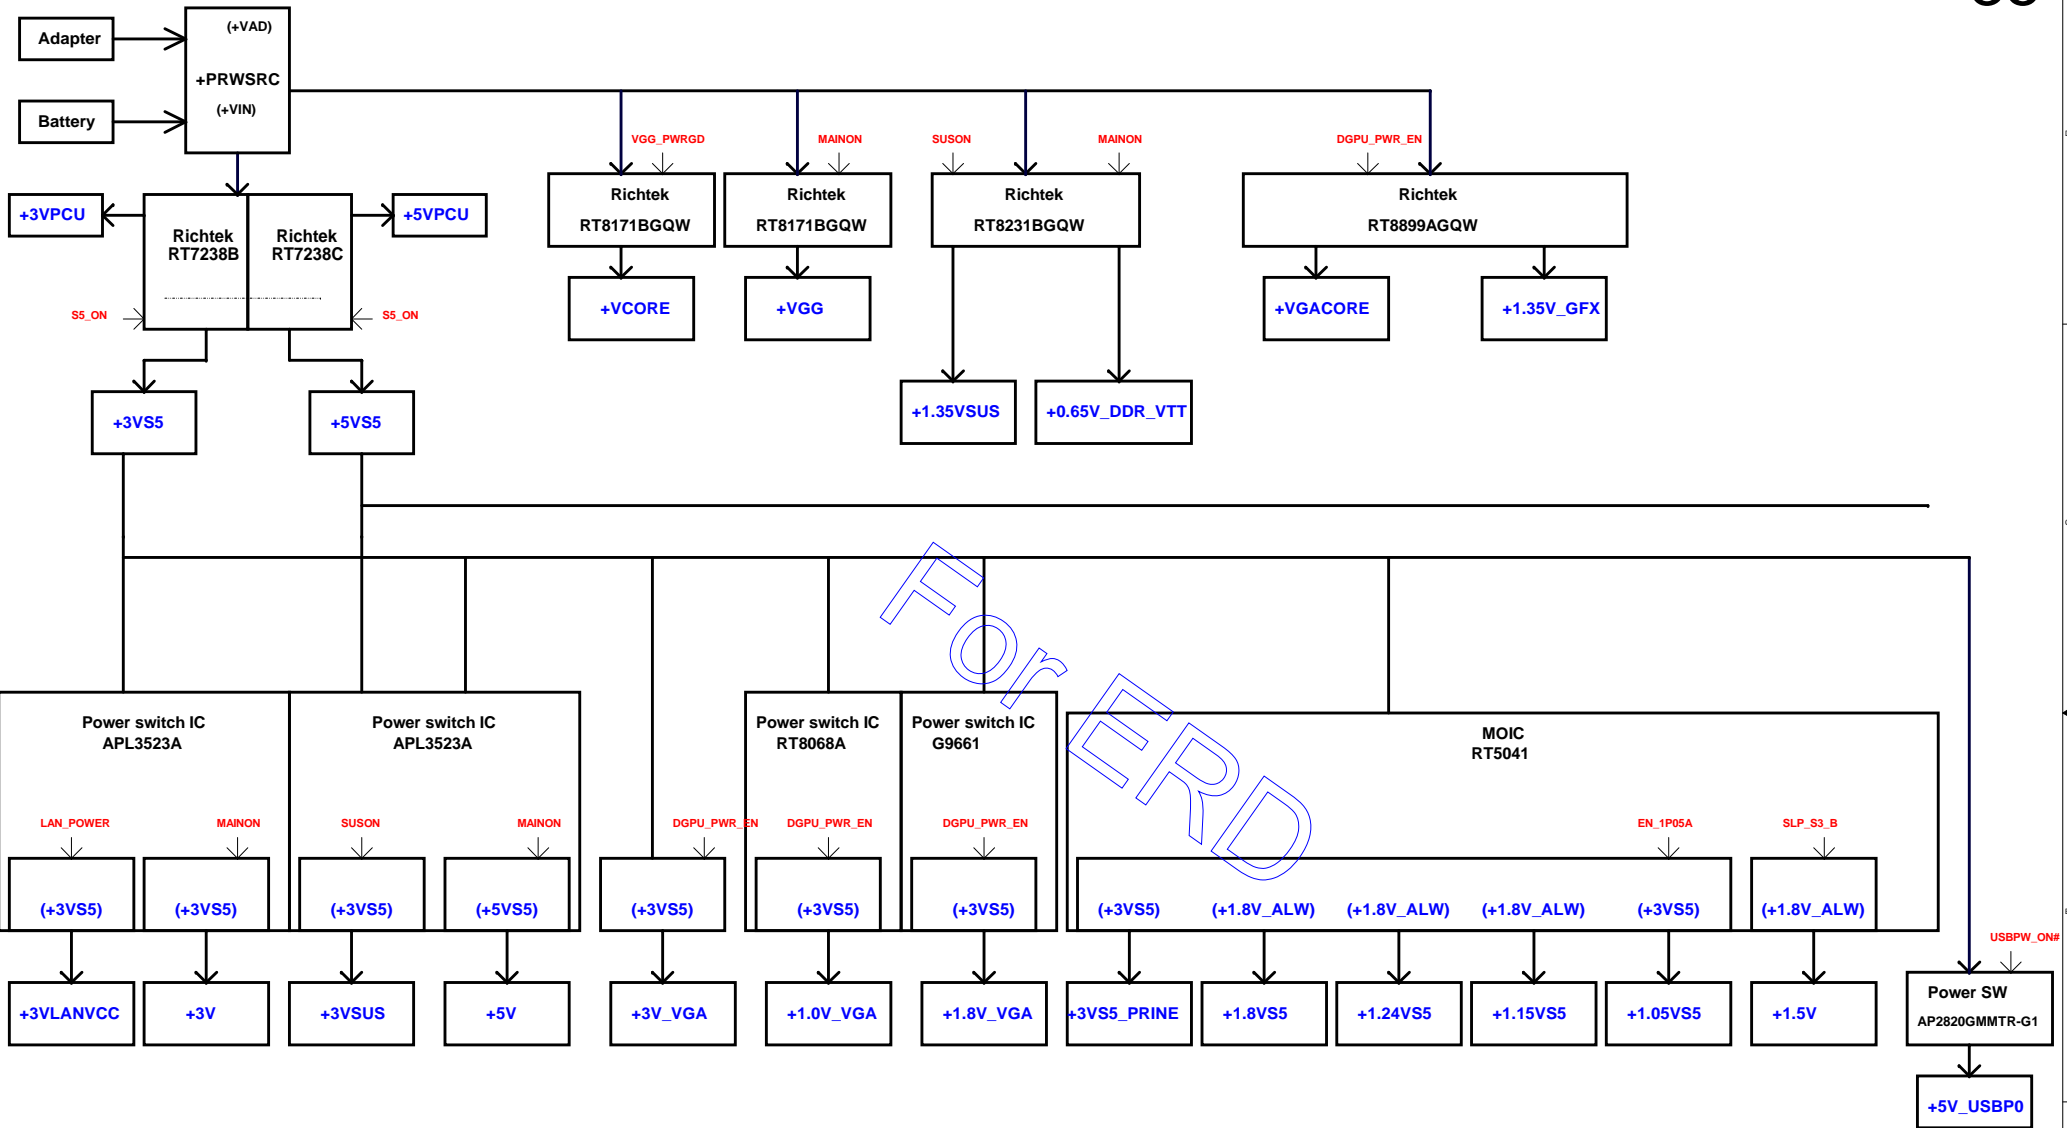 Adapter
(+VAD)
+PRWSRC
(+VIN)
Battery
VGG_PWRGD
MAINON
SUSON
MAINON
DGPU_PWR_EN
+3VPCU
Richtek
RT7238B
Richtek
RT7238C
+5VPCU
Richtek
RT8171BGQW
Richtek
RT8171BGQW
Richtek
RT8231BGQW
Richtek
RT8899AGQW
S5_ON
S5_ON
+VCORE
+VGG
+VGACORE
+1.35V_GFX
+3VS5
+5VS5
+1.35VSUS
+0.65V_DDR_VTT
For ERD
Power switch IC
APL3523A
Power switch IC
APL3523A
Power switch IC
RT8068A
Power switch IC
G9661
MOIC
RT5041
LAN_POWER
MAINON
SUSON
MAINON
DGPU_PWR_EN
DGPU_PWR_EN
DGPU_PWR_EN
EN_1P05A
SLP_S3_B
(+3VS5)
(+3VS5)
(+3VS5)
(+5VS5)
(+3VS5)
(+3VS5)
(+3VS5)
(+3VS5)
(+1.8V_ALW)
(+1.8V_ALW)
(+1.8V_ALW)
(+3VS5)
(+1.8V_ALW)
USBPW_ON#
+3VLANVCC
+3V
+3VSUS
+5V
+3V_VGA
+1.0V_VGA
+1.8V_VGA
+3VS5_PRINE
+1.8VS5
+1.24VS5
+1.15VS5
+1.05VS5
+1.5V
Power SW
AP2820GMMTR-G1
+5V_USBP0